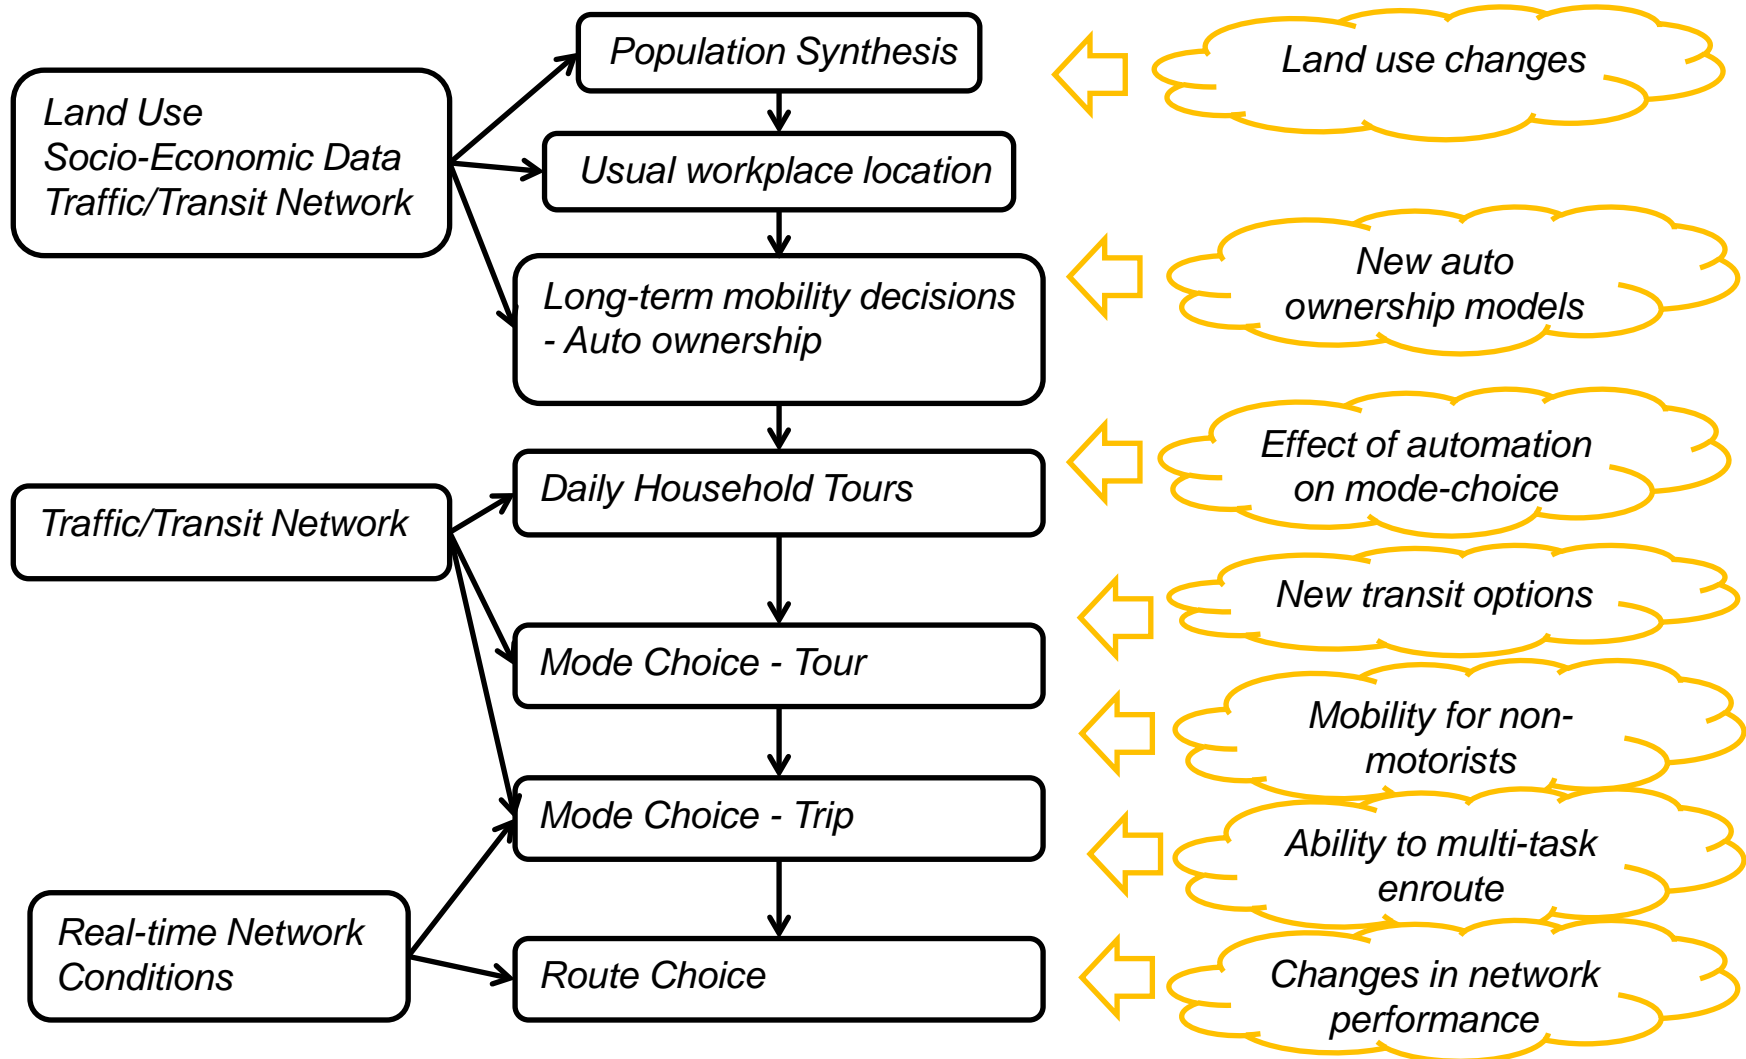 Population Synthesis
Land use changes
Land Use
Socio-Economic Data
Traffic/Transit Network
Usual workplace location
Long-term mobility decisions
- Auto ownership
New auto
ownership models
Daily Household Tours
Effect of automation
on mode-choice
Traffic/Transit Network
New transit options
Mode Choice - Tour
Mobility for non-
motorists
Mode Choice - Trip
Ability to multi-task
enroute
Real-time Network
Conditions
Route Choice
Changes in network
performance